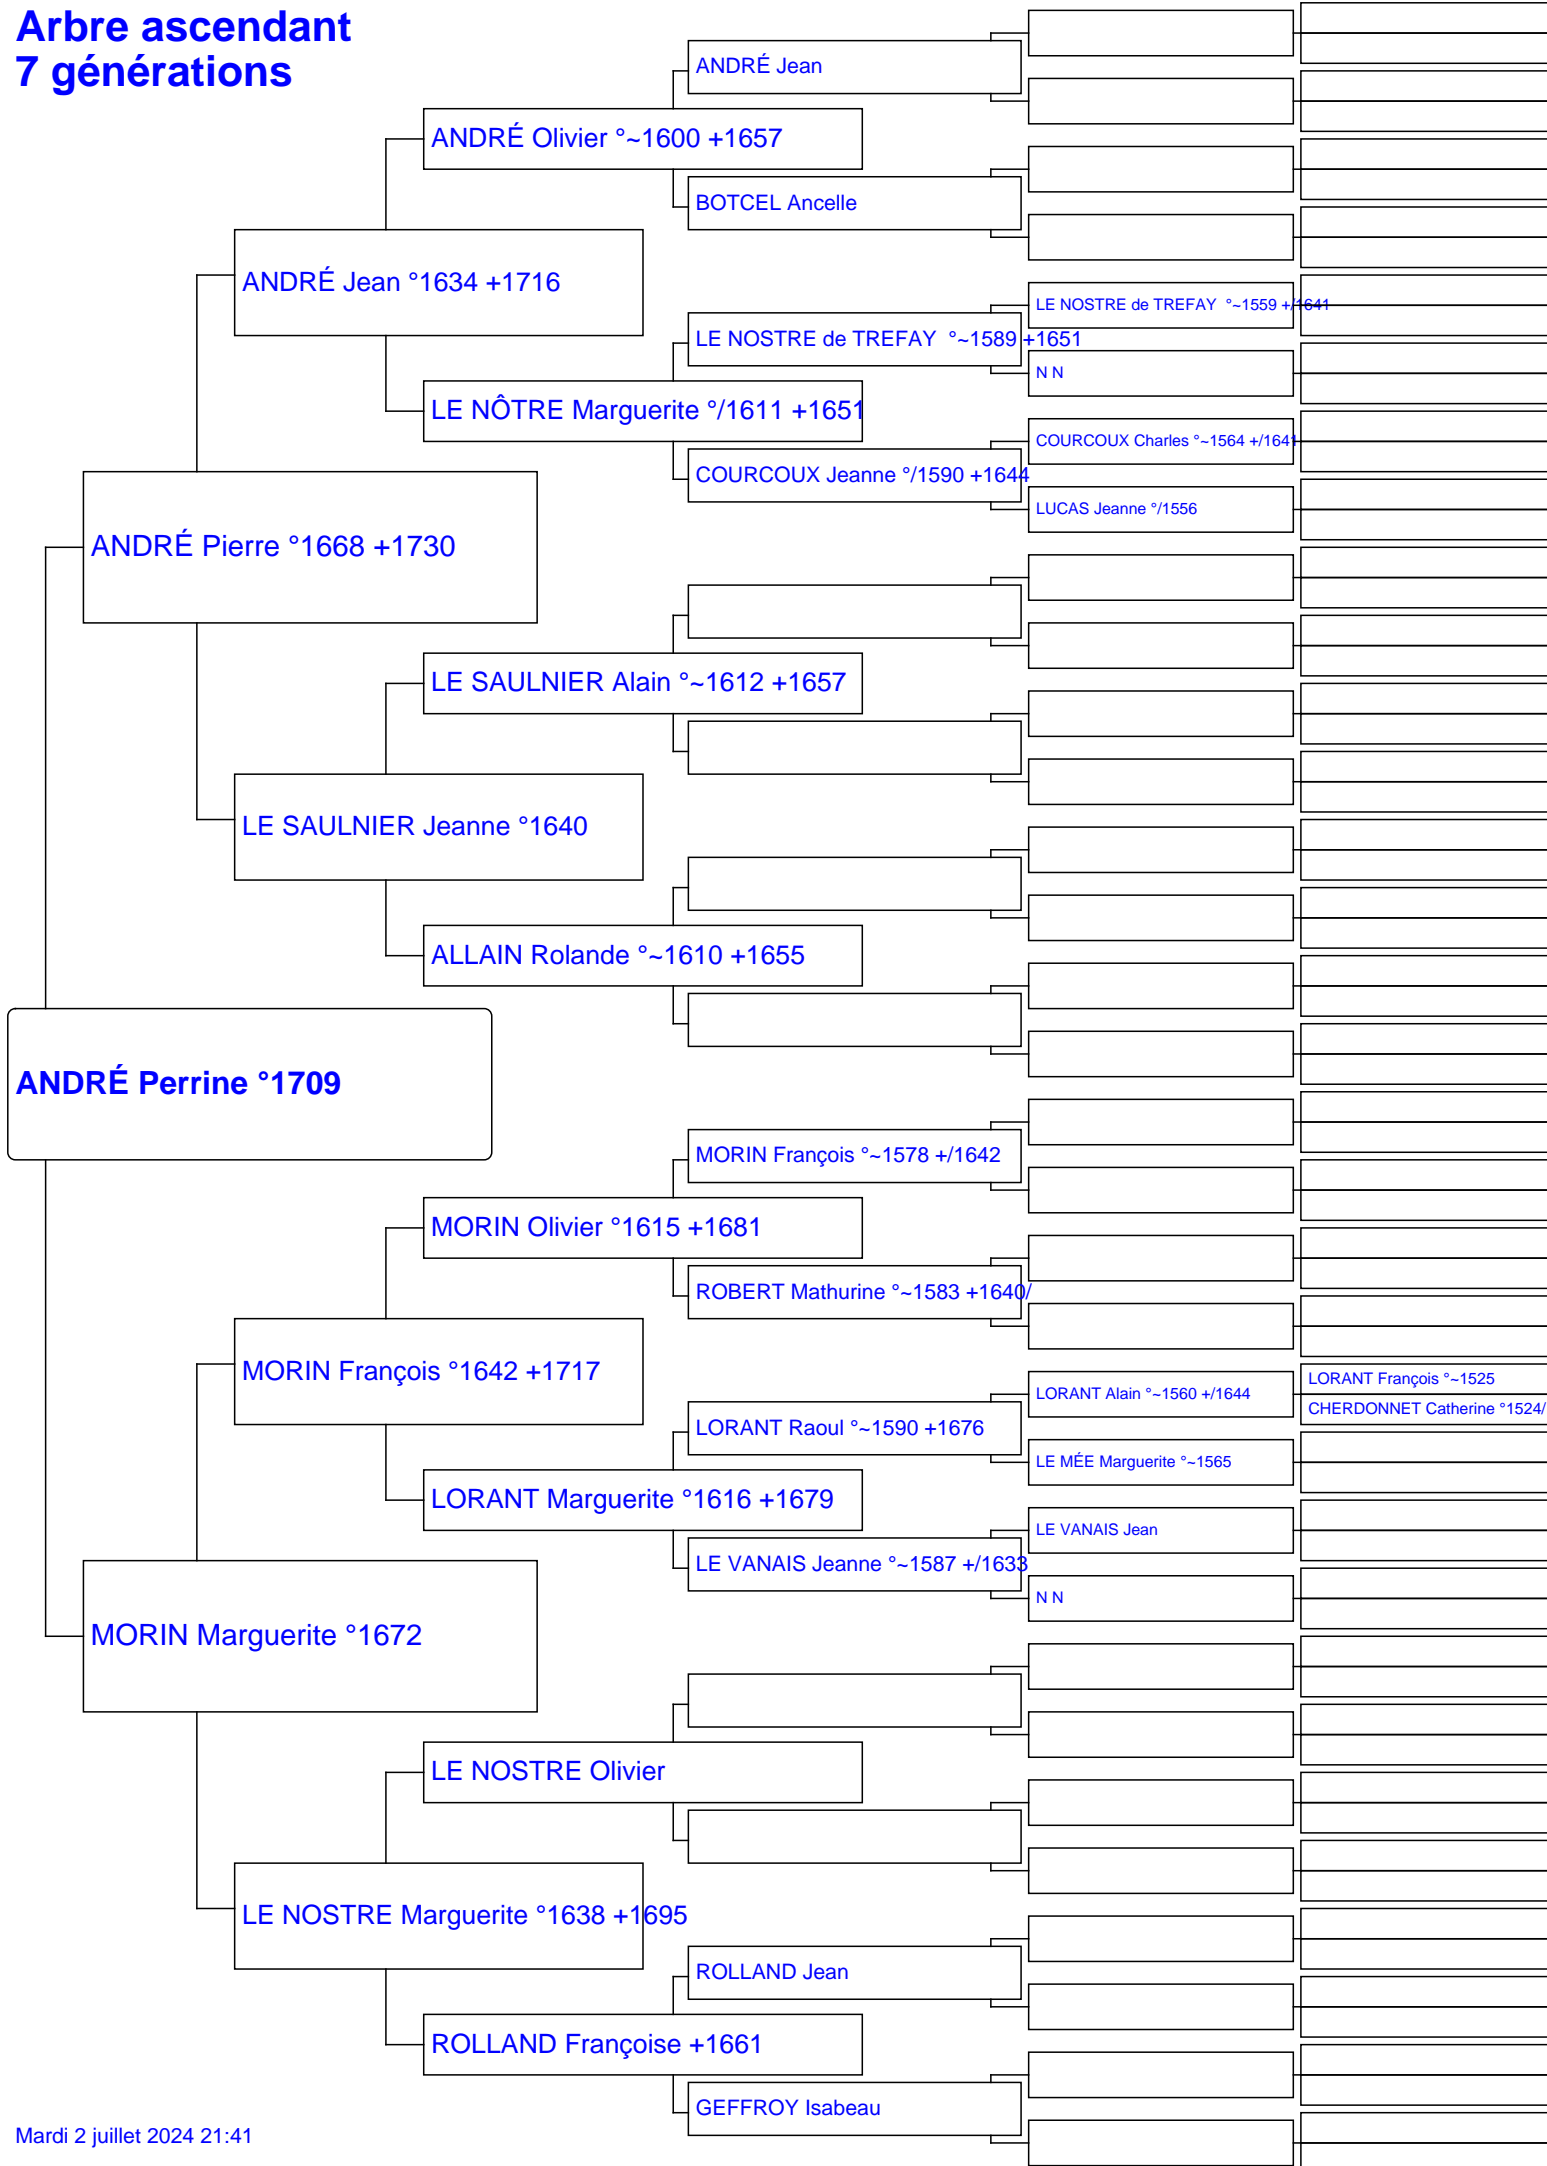 Arbre ascendant
7 générations
ANDRÉ Jean
ANDRÉ Olivier °~1600 +1657
BOTCEL Ancelle
ANDRÉ Jean °1634 +1716
LE NOSTRE de TREFAY °~1559 +/1641
LE NOSTRE de TREFAY °~1589 +1651
N N
LE NÔTRE Marguerite °/1611 +1651
COURCOUX Charles °~1564 +/1641
COURCOUX Jeanne °/1590 +1644
LUCAS Jeanne °/1556
ANDRÉ Pierre °1668 +1730
LE SAULNIER Alain °~1612 +1657
LE SAULNIER Jeanne °1640
ALLAIN Rolande °~1610 +1655
ANDRÉ Perrine °1709
MORIN François °~1578 +/1642
MORIN Olivier °1615 +1681
ROBERT Mathurine °~1583 +1640/
MORIN François °1642 +1717
LORANT François °~1525
LORANT Alain °~1560 +/1644
CHERDONNET Catherine °1524/
LORANT Raoul °~1590 +1676
LE MÉE Marguerite °~1565
LORANT Marguerite °1616 +1679
LE VANAIS Jean
LE VANAIS Jeanne °~1587 +/1633
N N
MORIN Marguerite °1672
LE NOSTRE Olivier
LE NOSTRE Marguerite °1638 +1695
ROLLAND Jean
ROLLAND Françoise +1661
GEFFROY Isabeau
Mardi 2 juillet 2024 21:41